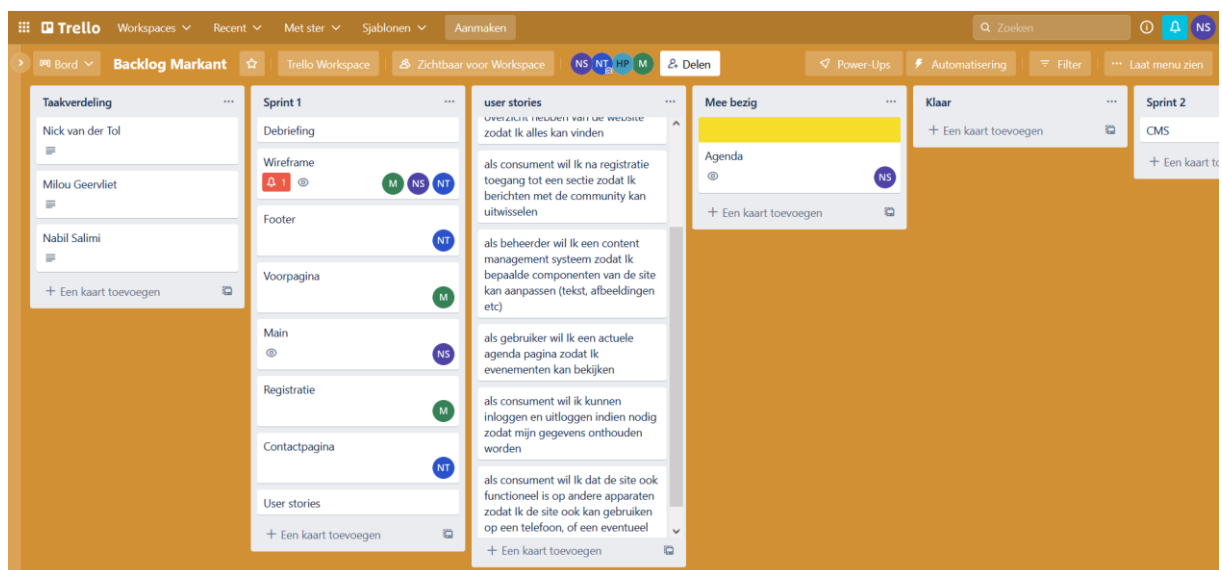 Trello Workspaces Recent Met ster Sjablonen Aanmaken Zoeken NS
Bord Backlog Markant Trello Workspace Zichtbaar voor Workspace NS NT HP M Delen Power-Ups Automatisering Filter ... Laat menu zien
Taakverdeling ...
Nick van der Tol
Milou Geervliet
Nabil Salimi
+ Een kaart toevoegen
Sprint 1 ...
Debriefing
Wireframe
1 M NS NT
Footer
NT
Voorpagina
M
Main
NS
Registratie
M
Contactpagina
NT
User stories
+ Een kaart toevoegen
user stories ...
overzicht hebben van de website
zodat Ik alles kan vinden
als consument wil Ik na registratie
toegang tot een sectie zodat Ik
berichten met de community kan
uitwisselen
als beheerder wil Ik een content
management systeem zodat Ik
bepaalde componenten van de site
kan aanpassen (tekst, afbeeldingen
etc)
als gebruiker wil Ik een actuele
agenda pagina zodat Ik
evenementen kan bekijken
als consument wil ik kunnen
inloggen en uitloggen indien nodig
zodat mijn gegevens onthouden
worden
als consument wil Ik dat de site ook
functioneel is op andere apparaten
zodat Ik de site ook kan gebruiken
op een telefoon, of een eventueel
+ Een kaart toevoegen
Mee bezig ...
Agenda
NS
+ Een kaart toevoegen
Klaar ...
+ Een kaart toevoegen
Sprint 2
CMS
+ Een kaart to